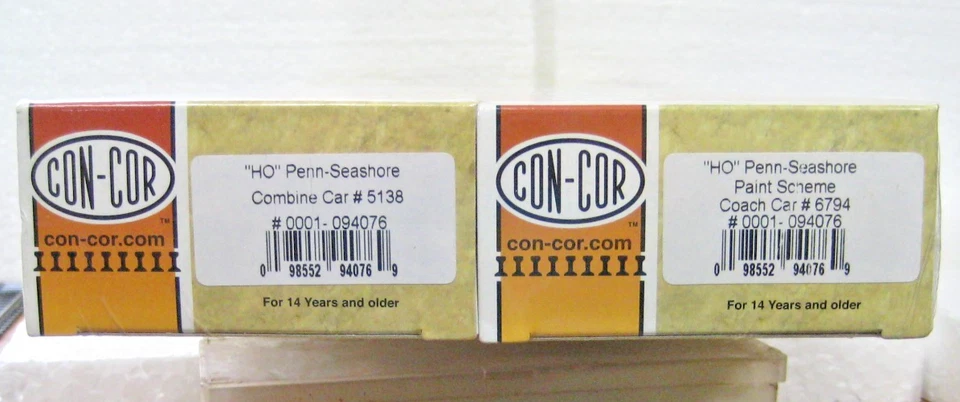 CON-COR
TM
con-cor.com
"HO" Penn-Seashore
Combine Car # 5138
# 0001- 094076
0 98552 94076 9
For 14 Years and older
CON-COR
TM
con-cor.com
"HO" Penn-Seashore
Paint Scheme
Coach Car # 6794
# 0001- 094076
0 98552 94076 9
For 14 Years and older